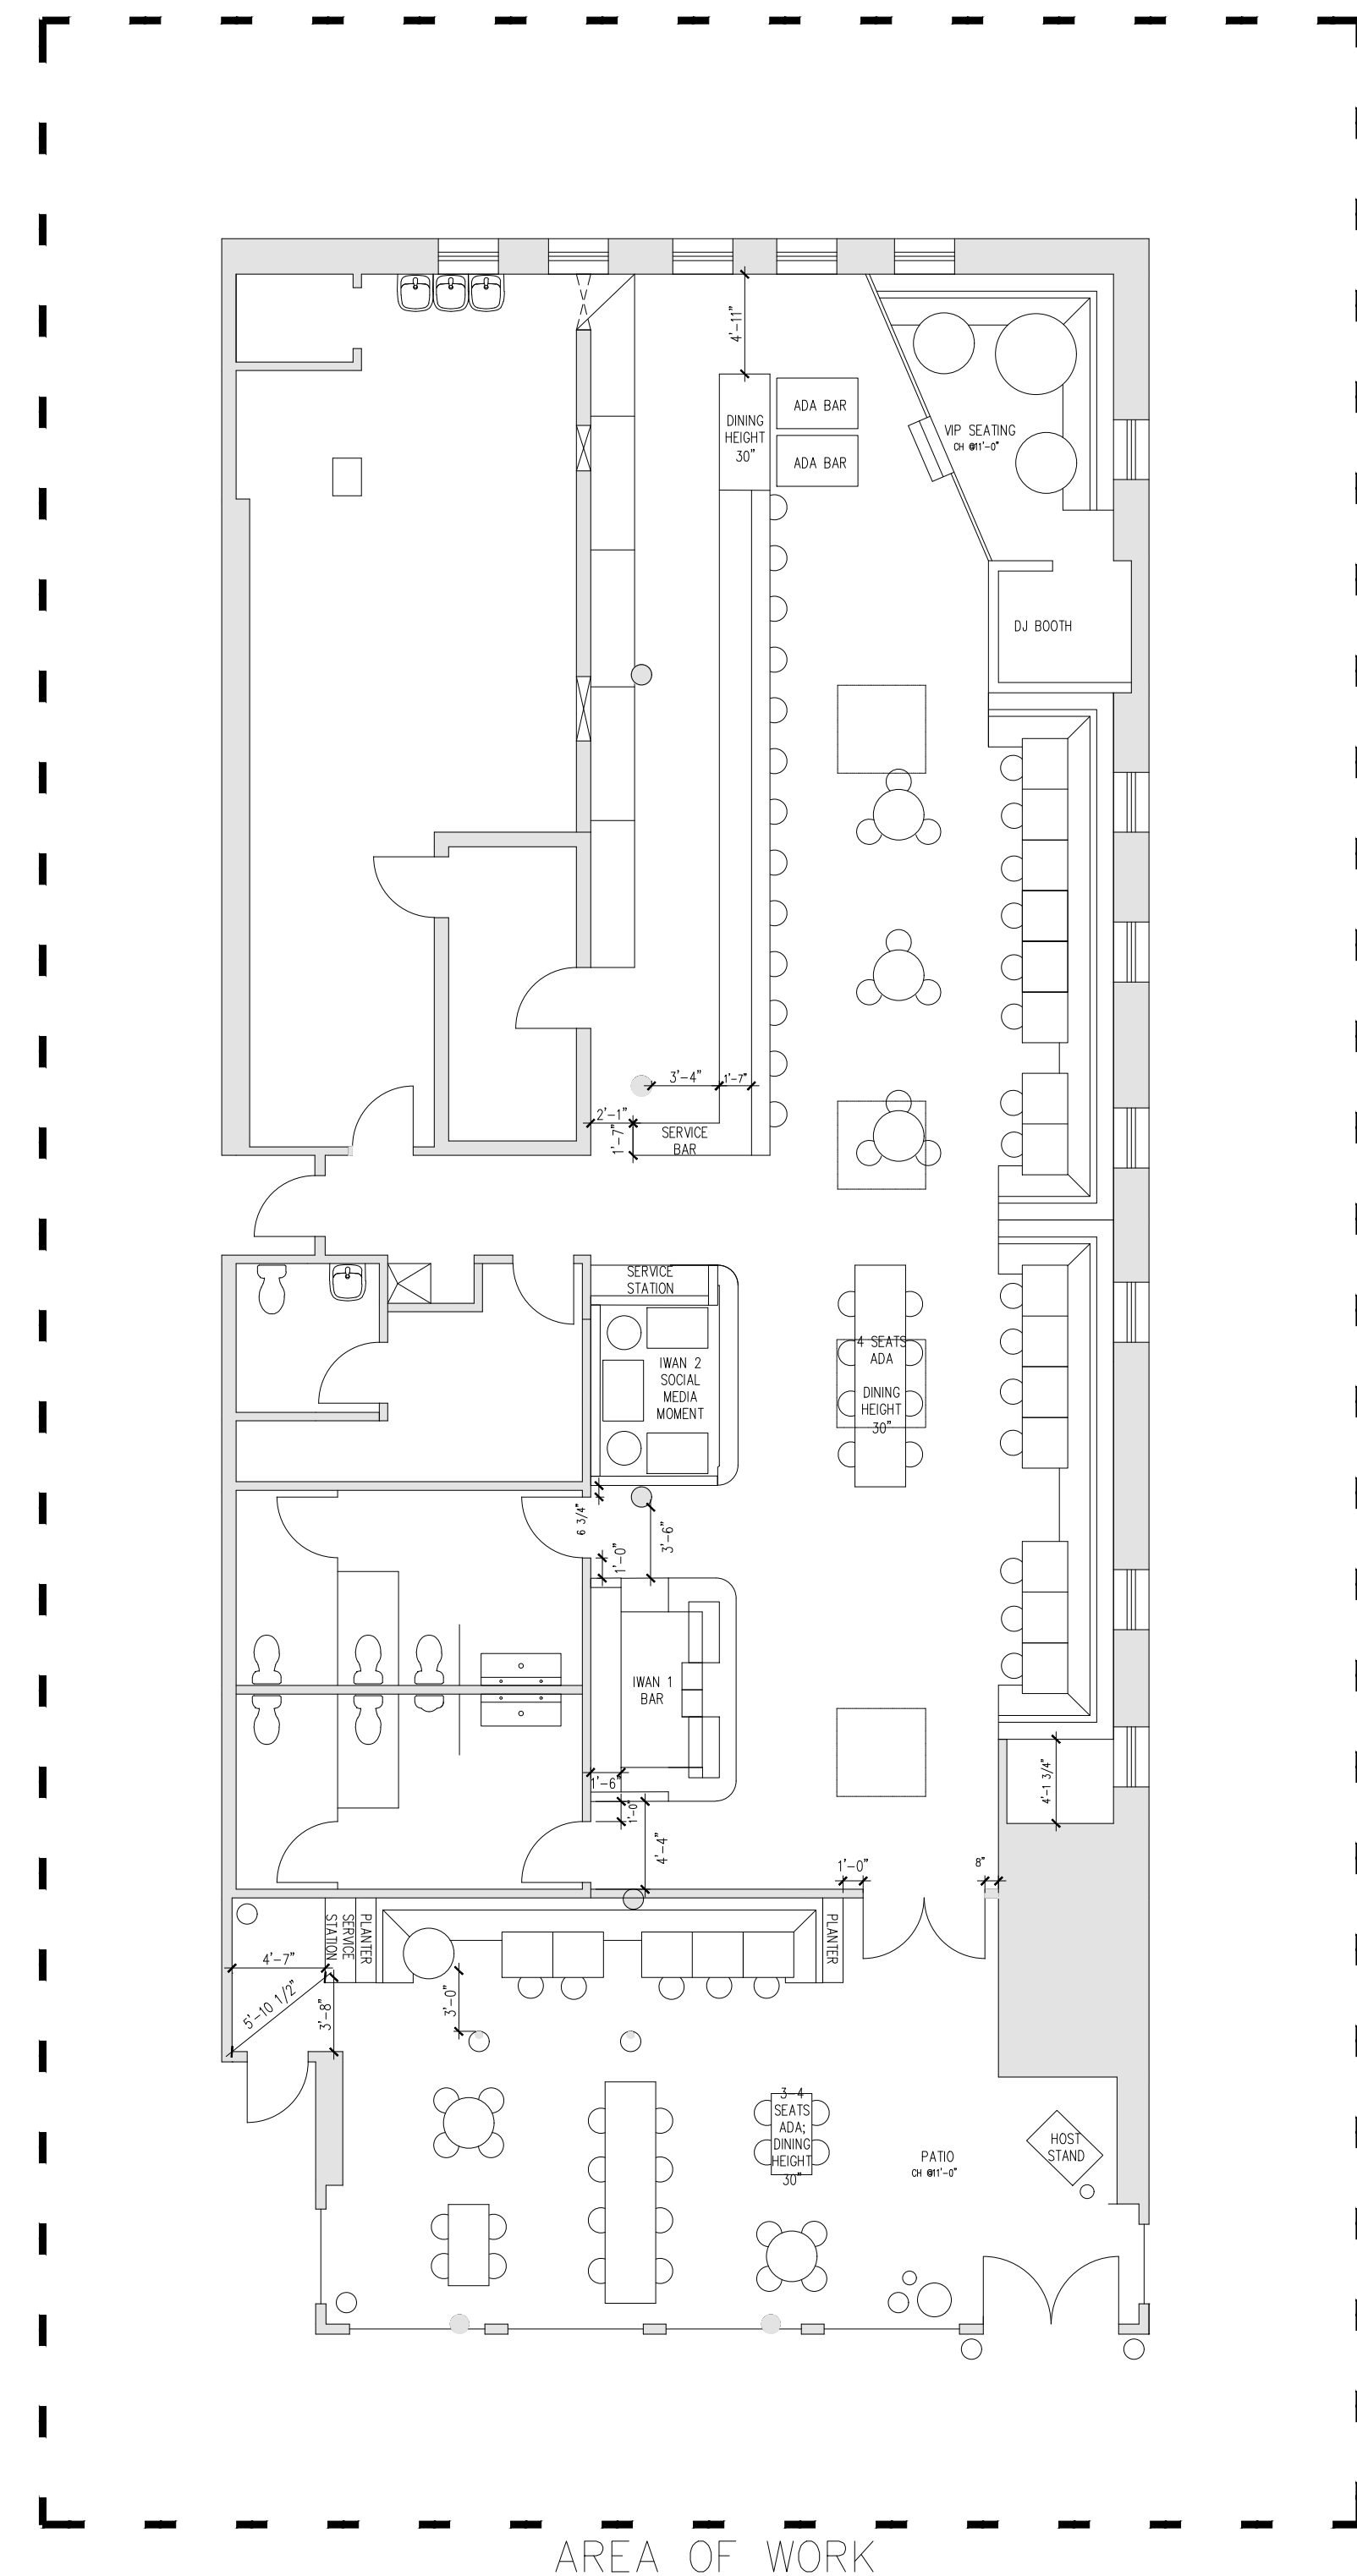 4'-11"
DINING
HEIGHT
30"
ADA BAR
ADA BAR
VIP SEATING
CH @11'-0"
DJ BOOTH
3'-4"
1'-7"
2'-1"
1'-7"
SERVICE
BAR
SERVICE
STATION
IWAN 2
SOCIAL
MEDIA
MOMENT
4 SEATS
ADA
DINING
HEIGHT
30"
6 3/4"
1'-0"
3'-6"
IWAN 1
BAR
1'-6"
1'-0"
4'-4"
4'-1 3/4"
1'-0"
8"
SERVICE
STATION
PLANTER
PLANTER
4'-7"
5'-10 1/2"
3'-8"
3'-0"
3-4
SEATS
ADA;
DINING
HEIGHT
30"
PATIO
CH @11'-0"
HOST
STAND
AREA OF WORK